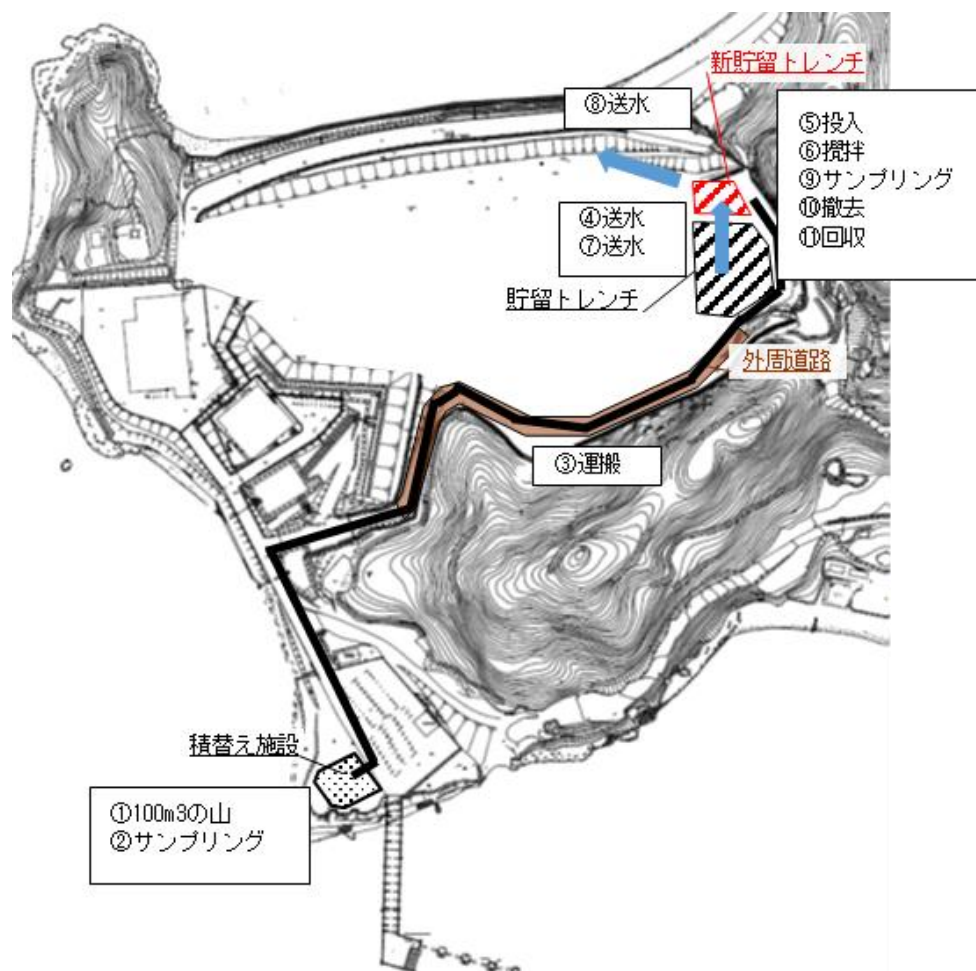 新貯留トレンチ
⑧送水
⑤投入
⑥攪拌
⑨サンプリング
⑩撤去
⑪回収
④送水
⑦送水
貯留トレンチ
外周道路
③運搬
積替え施設
①100m3の山
②サンプリング